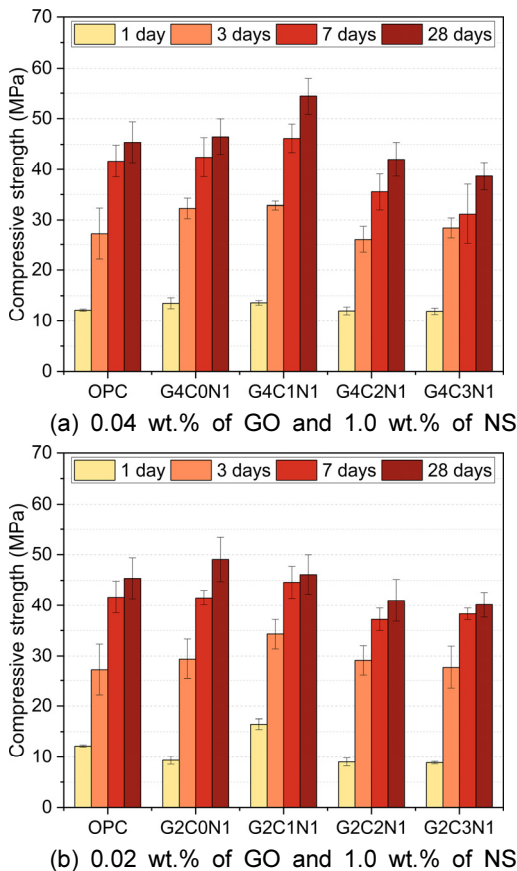 70
1 day 3 days 7 days 28 days
60
50
40
30
20
10
0
Compressive strength (MPa)
OPC G4C0N1 G4C1N1 G4C2N1 G4C3N1
(a) 0.04 wt.% of GO and 1.0 wt.% of NS
70
1 day 3 days 7 days 28 days
60
50
40
30
20
10
0
Compressive strength (MPa)
OPC G2C0N1 G2C1N1 G2C2N1 G2C3N1
(b) 0.02 wt.% of GO and 1.0 wt.% of NS